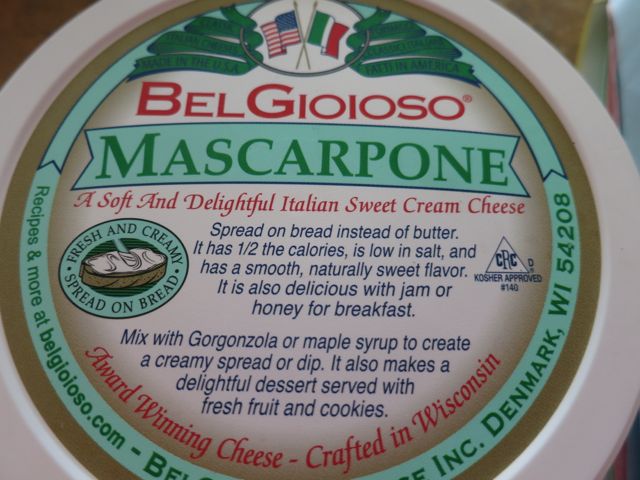 MADE IN THE U.S.A.
CLASSIC ITALIAN
FATTI IN AMERICA
BELGIOIOSO®
MASCARPONE
A Soft And Delightful Italian Sweet Cream Cheese
FRESH AND CREAMY
SPREAD ON BREAD
Spread on bread instead of butter.
It has 1/2 the calories, is low in salt, and
has a smooth, naturally sweet flavor.
It is also delicious with jam or
honey for breakfast.
CRC D
KOSHER APPROVED
#140
Mix with Gorgonzola or maple syrup to create
a creamy spread or dip. It also makes a
delightful dessert served with
fresh fruit and cookies.
Award Winning Cheese - Crafted in Wisconsin
Recipes & more at belgioioso.com - BELG INC. DENMARK, WI 54208